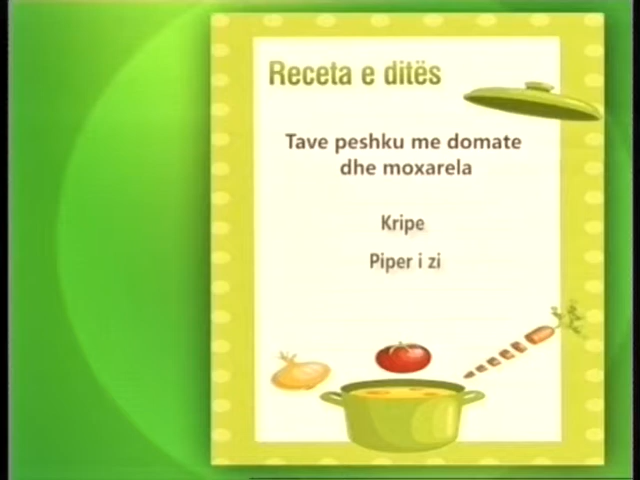 Receta e ditës
Tave peshku me domate
dhe moxarela
Kripe
Piper i zi